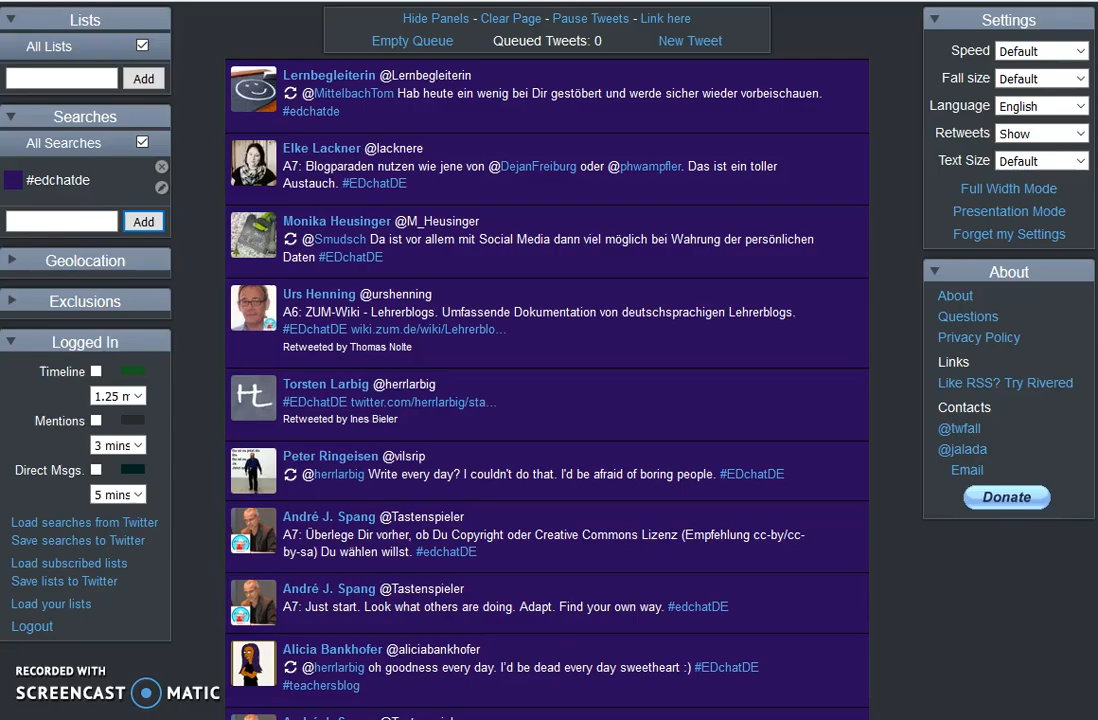 Lists
All Lists
Add
Searches
All Searches
#edchatde
Add
Geolocation
Exclusions
Logged In
Timeline
1.25 m
Mentions
3 mins
Direct Msgs.
5 mins
Load searches from Twitter
Save searches to Twitter
Load subscribed lists
Save lists to Twitter
Load your lists
Logout
RECORDED WITH
SCREENCAST MATIC
Hide Panels - Clear Page - Pause Tweets - Link here
Empty Queue Queued Tweets: 0 New Tweet
Lernbegleiterin @Lernbegleiterin
@MittelbachTom Hab heute ein wenig bei Dir gestöbert und werde sicher wieder vorbeischauen.
#edchatde
Elke Lackner @lacknere
A7: Blogparaden nutzen wie jene von @DejanFreiburg oder @phwampfler. Das ist ein toller
Austauch. #EDchatDE
Monika Heusinger @M_Heusinger
@Smudsch Da ist vor allem mit Social Media dann viel möglich bei Wahrung der persönlichen
Daten #EDchatDE
Urs Henning @urshenning
A6: ZUM-Wiki - Lehrerblogs. Umfassende Dokumentation von deutschsprachigen Lehrerblogs.
#EDchatDE wiki.zum.de/wiki/Lehrerblo…
Retweeted by Thomas Nolte
Torsten Larbig @herrlarbig
#EDchatDE twitter.com/herrlarbig/sta…
Retweeted by Ines Bieler
Peter Ringeisen @vilsrip
@herrlarbig Write every day? I couldn't do that. I'd be afraid of boring people. #EDchatDE
André J. Spang @Tastenspieler
A7: Überlege Dir vorher, ob Du Copyright oder Creative Commons Lizenz (Empfehlung cc-by/cc-
by-sa) Du wählen willst. #edchatDE
André J. Spang @Tastenspieler
A7: Just start. Look what others are doing. Adapt. Find your own way. #edchatDE
Alicia Bankhofer @aliciabankhofer
@herrlarbig oh goodness every day. I'd be dead every day sweetheart :) #EDchatDE
#teachersblog
André J. Spang @Tastenspieler
Settings
Speed Default
Fall size Default
Language English
Retweets Show
Text Size Default
Full Width Mode
Presentation Mode
Forget my Settings
About
About
Questions
Privacy Policy
Links
Like RSS? Try Rivered
Contacts
@twfall
@jalada
Email
Donate